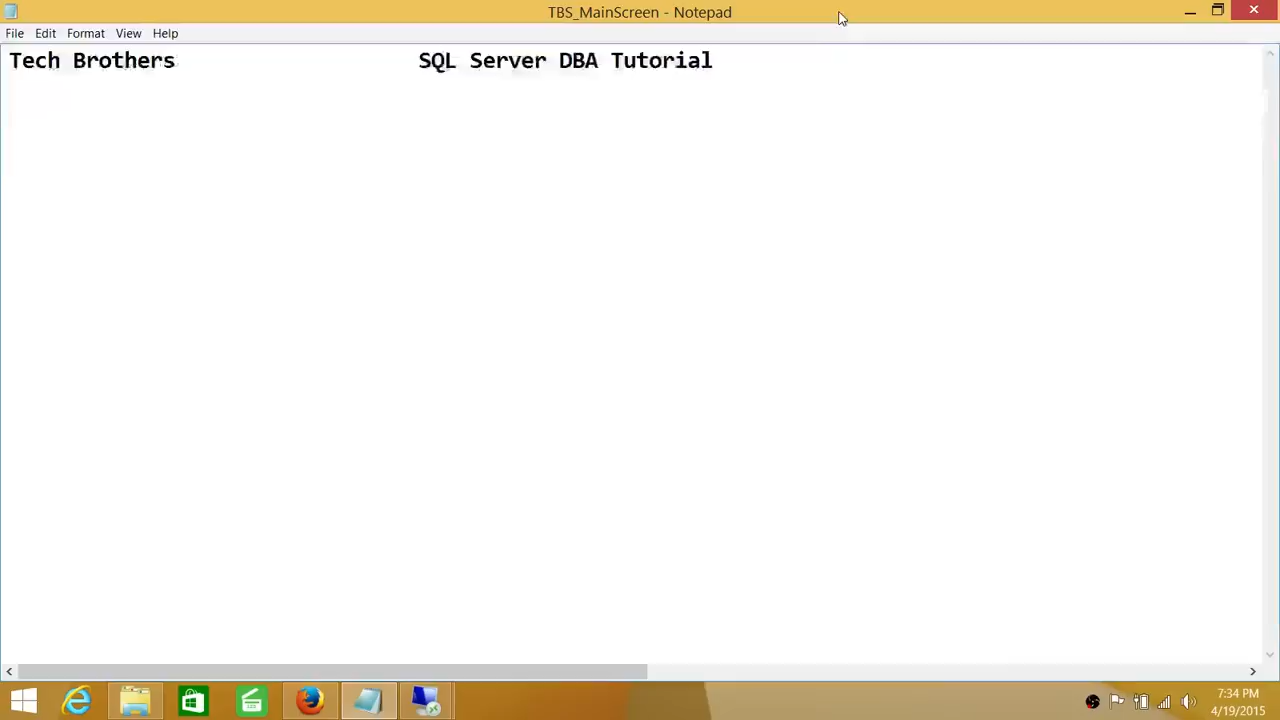 TBS_MainScreen - Notepad
File Edit Format View Help
Tech Brothers SQL Server DBA Tutorial
7:34 PM
4/19/2015